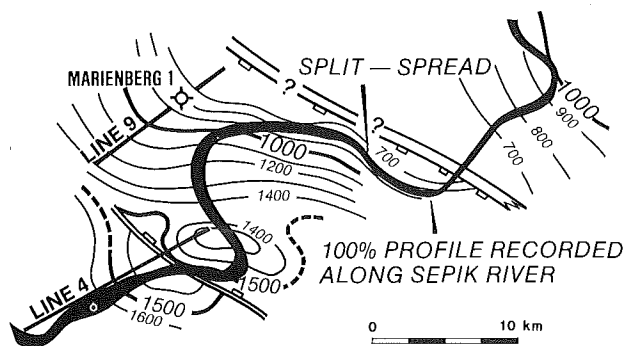 SPLIT — SPREAD
MARIENBERG 1
?
?
LINE 9
1000
1200
1400
700
700
800
900
1000
1400
1500
100% PROFILE RECORDED
ALONG SEPIK RIVER
LINE 4
1500
1600
0 10 km